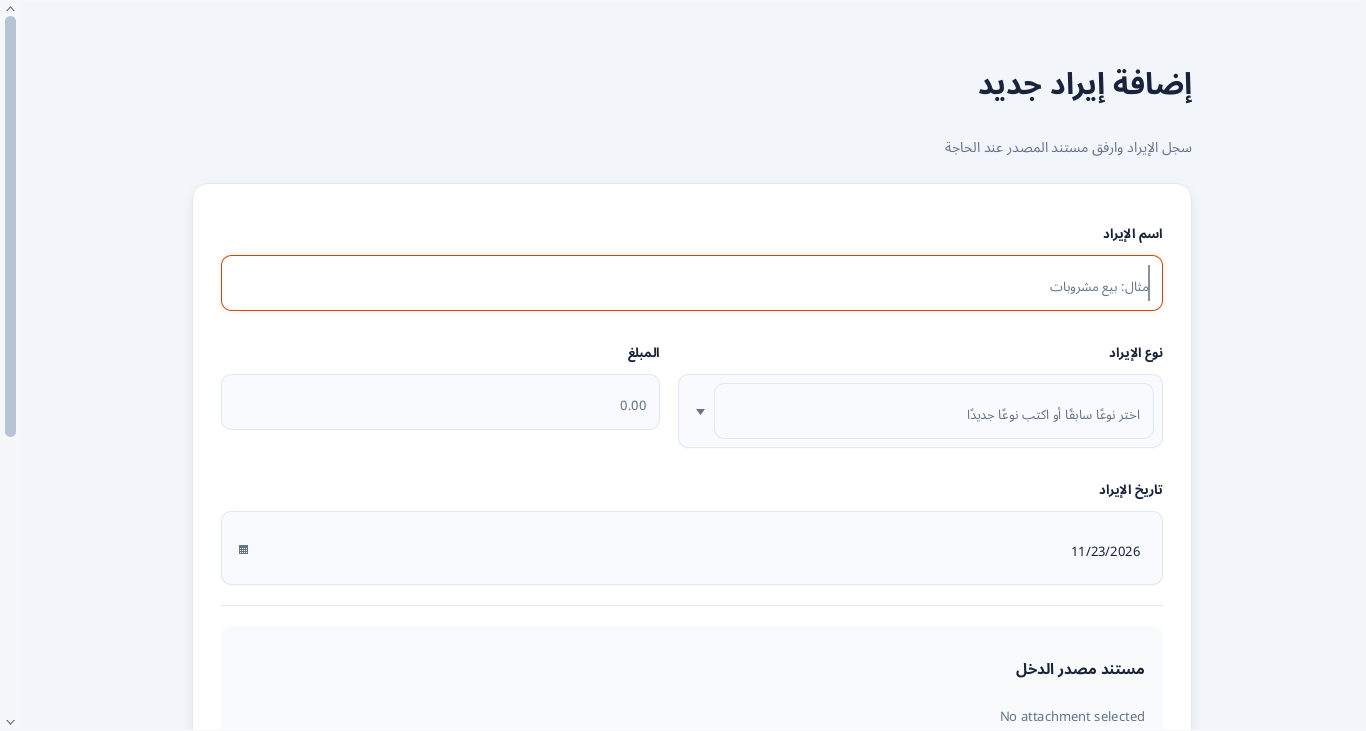 إضافة إيراد جديد
سجل الإيراد وارفق مستند المصدر عند الحاجة
اسم الإيراد
مثال: بيع مشروبات
نوع الإيراد
المبلغ
اختر نوعًا سابقًا أو اكتب نوعًا جديدًا
0.00
تاريخ الإيراد
11/23/2026
مستند مصدر الدخل
No attachment selected